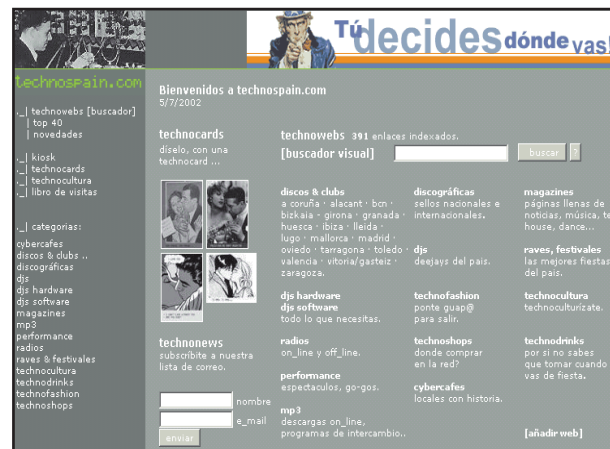 Tú decides dónde vas!
technospain.com
._| technowebs [buscador]
| top 40
| novedades
._| kiosk
._| technocards
._| technocultura
._| libro de visitas
._| categorias:
cybercafes
discos & clubs ..
discográficas
djs
djs hardware
djs software
magazines
mp3
performance
radios
raves & festivales
technocultura
technodrinks
technofashion
technoshops
Bienvenidos a technospain.com
5/7/2002
technocards
díselo, con una
technocard ...
technonews
subscríbite a nuestra
lista de correo.
nombre
e_mail
enviar
technowebs 391 enlaces indexados.
[buscador visual]
buscar ?
discos & clubs
a coruña · alacant · bcn ·
bizkaia - girona · granada ·
huesca · ibiza · lleida ·
lugo · mallorca · madrid ·
oviedo · tarragona · toledo ·
valencia · vitoria/gasteiz ·
zaragoza.
djs hardware
djs software
todo lo que necesitas.
radios
on_line y off_line.
performance
espectaculos, go-gos.
mp3
descargas on_line,
programas de intercambio..
discográficas
sellos nacionales e
internacionales.
djs
deejays del pais.
technofashion
ponte guap@
para salir.
technoshops
donde comprar
en la red?
cybercafes
locales con historia.
magazines
páginas llenas de
noticias, música, te
house, dance...
raves, festivales
las mejores fiestas
del pais.
technocultura
technocultúrizate.
technodrinks
por si no sabes
que tomar cuando
vas de fiesta.
[añadir web]